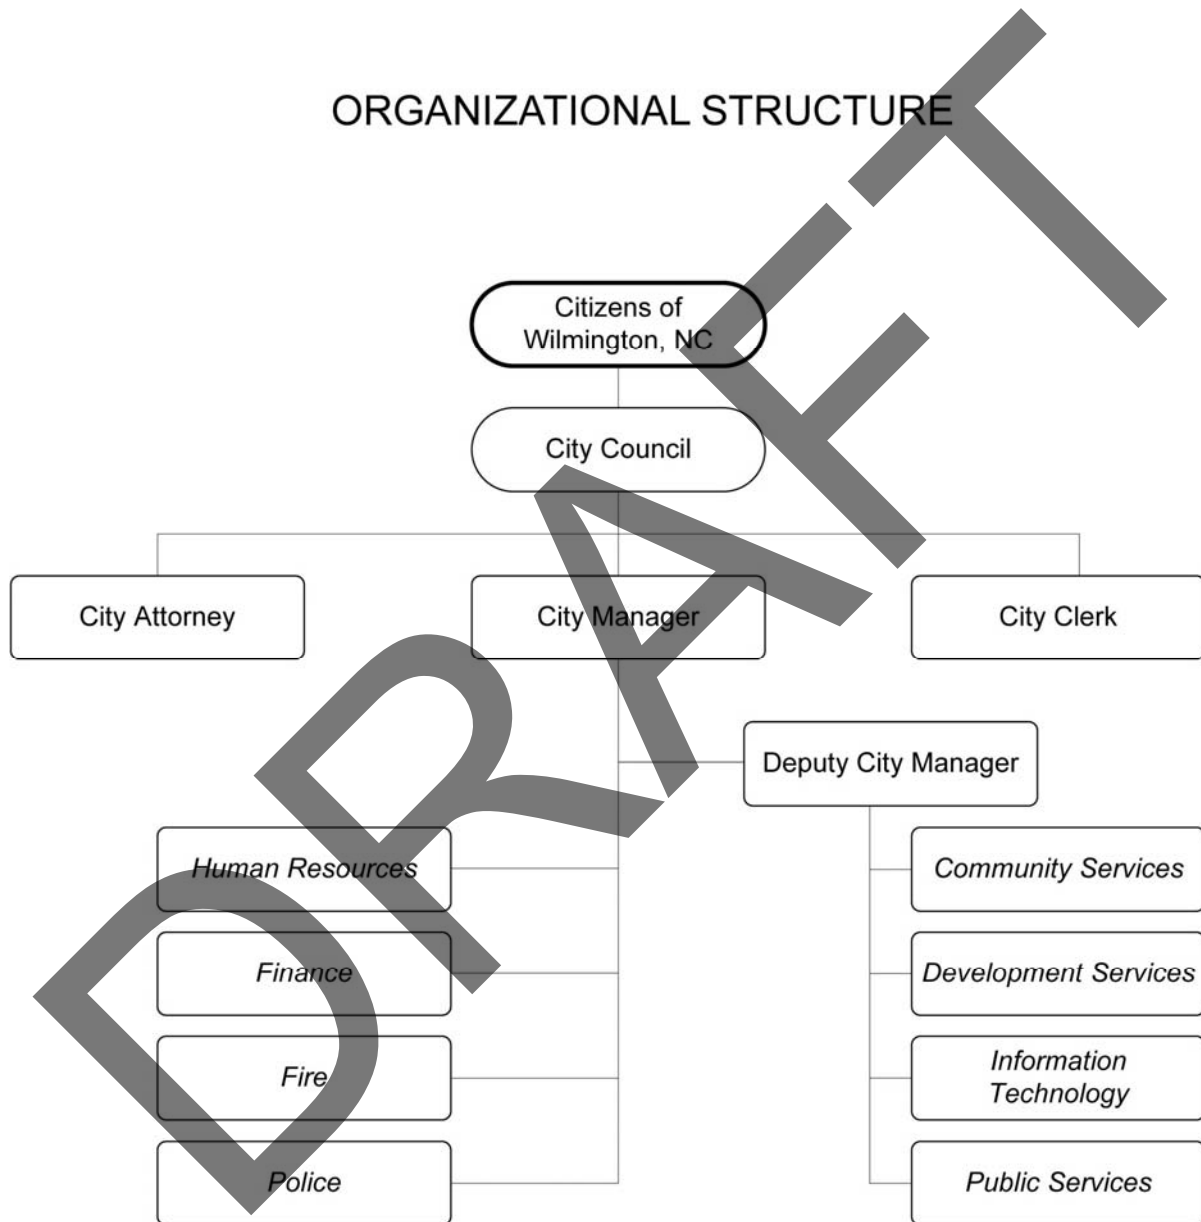 ORGANIZATIONAL STRUCTURE
Citizens of
Wilmington, NC
City Council
City Attorney
City Manager
City Clerk
Deputy City Manager
Human Resources
Community Services
Finance
Development Services
Fire
Information
Technology
Police
Public Services
DRAFT